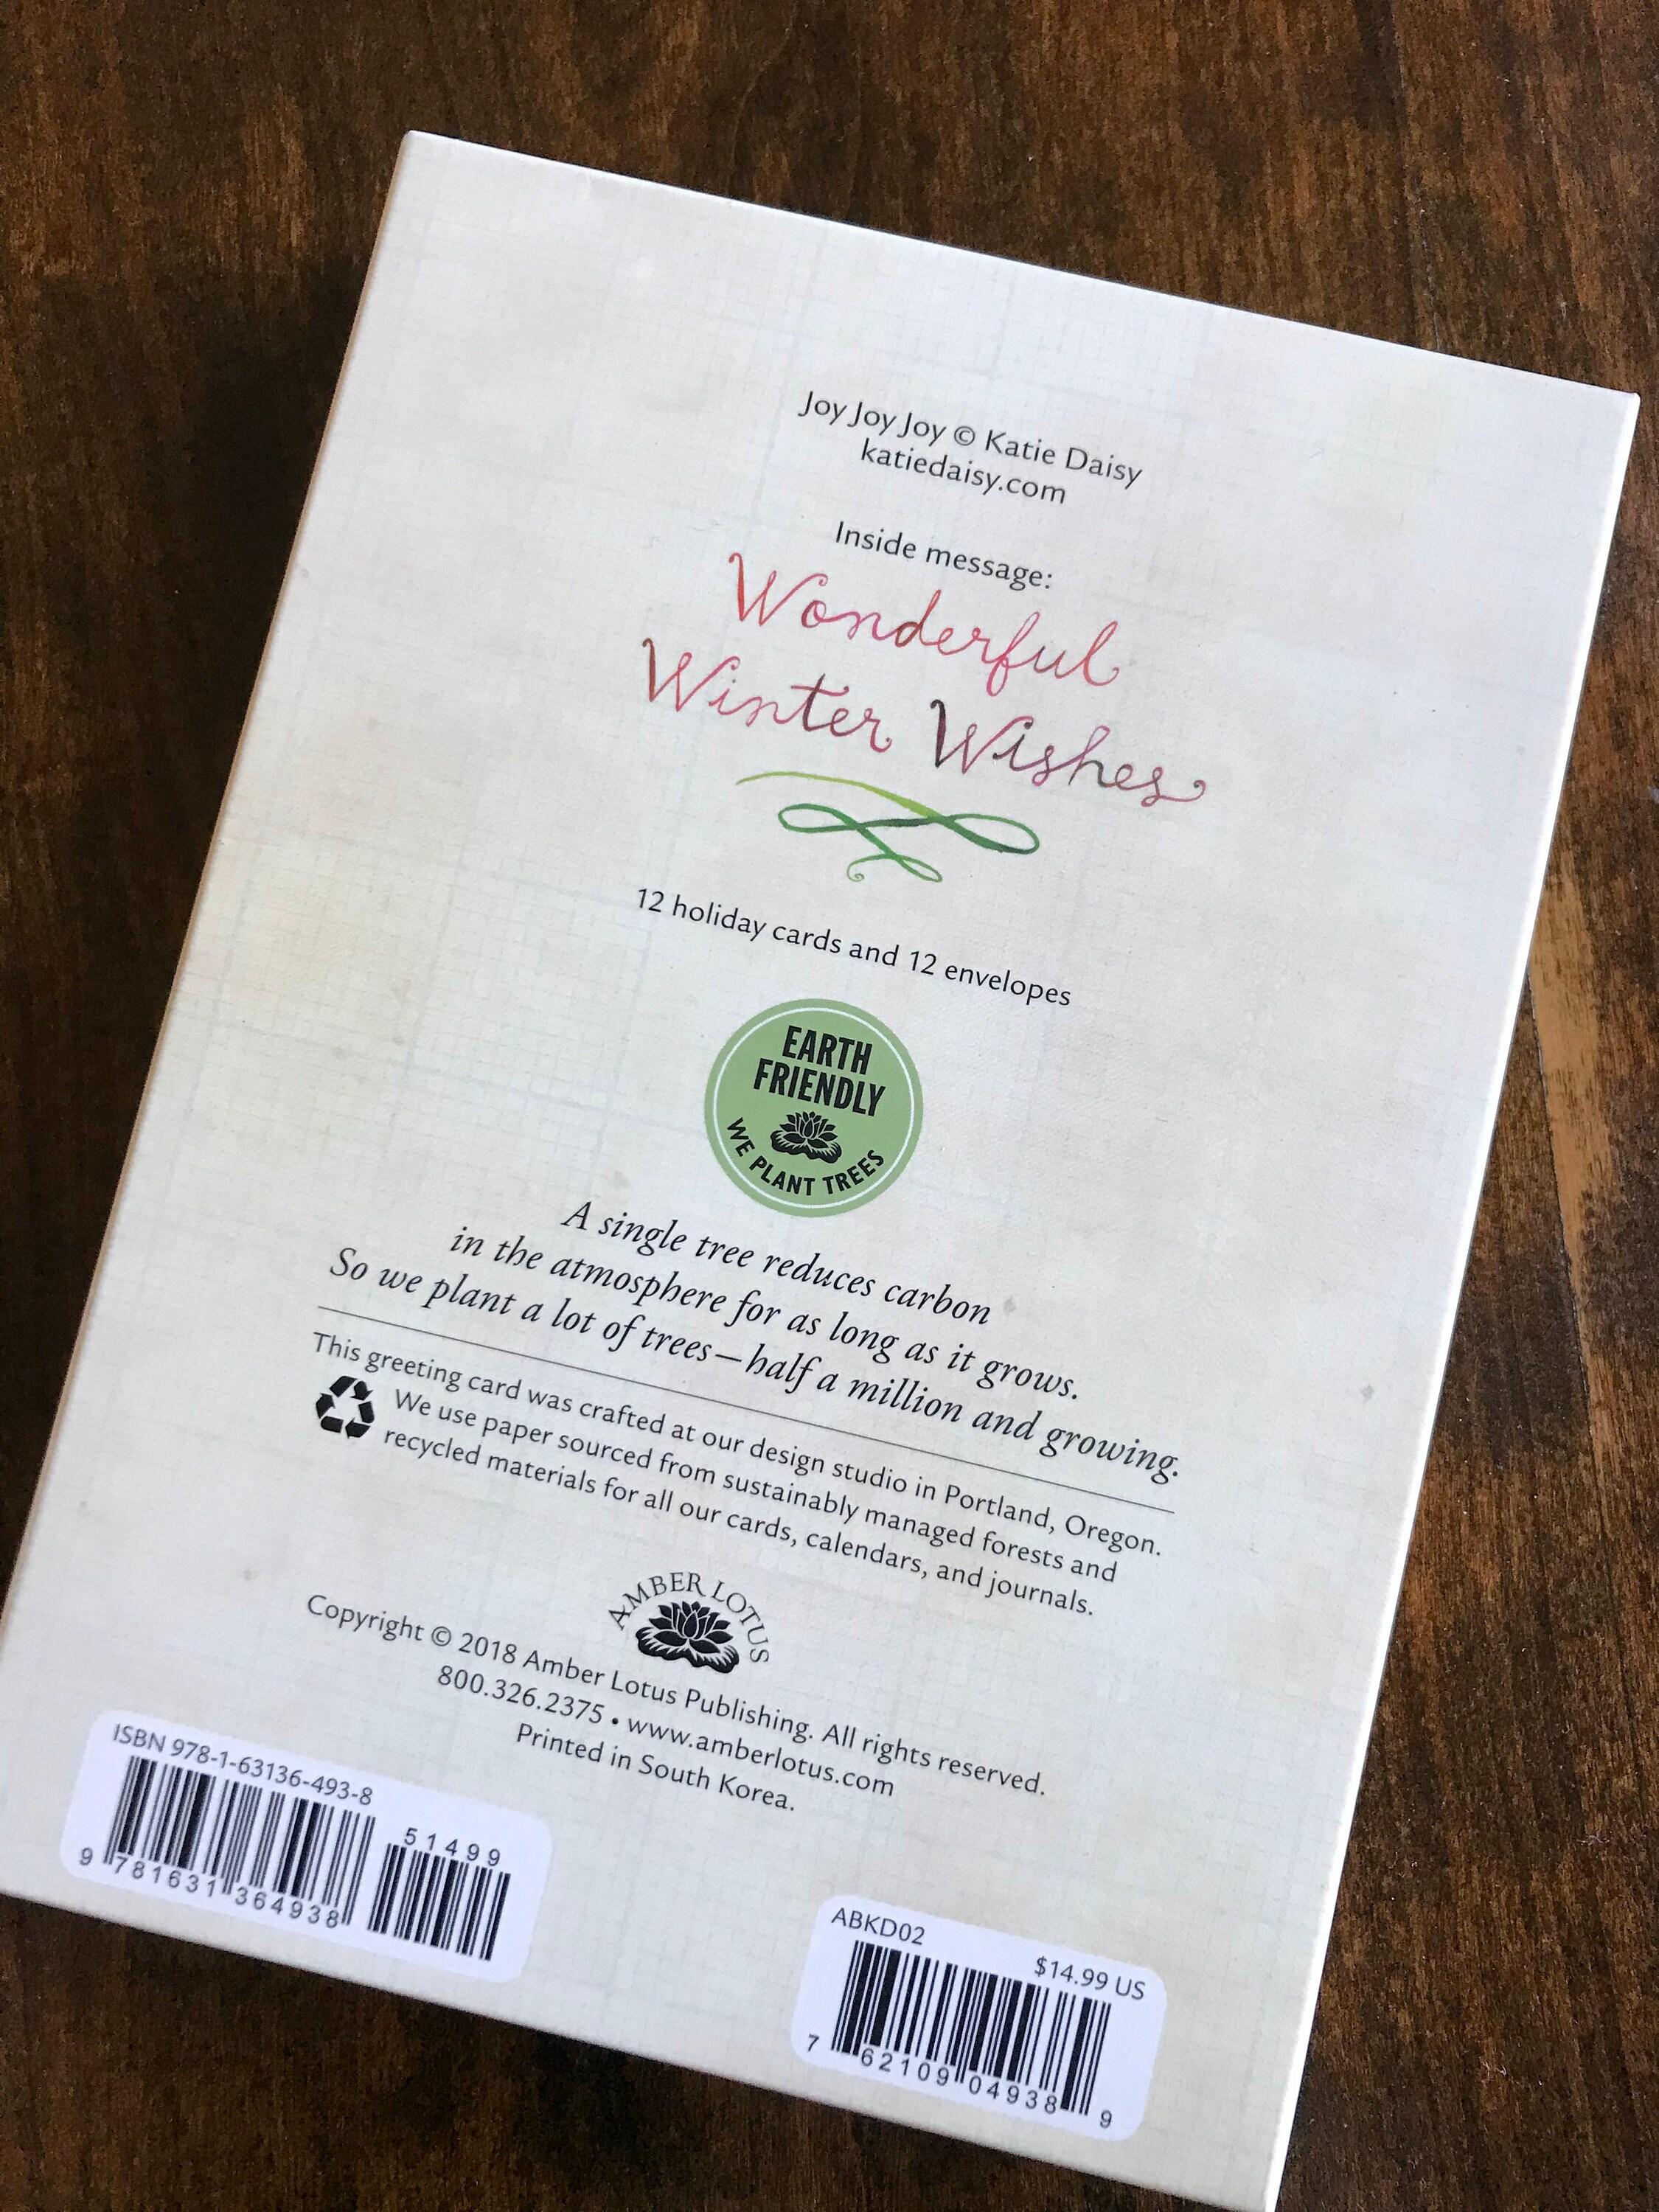 Joy Joy Joy © Katie Daisy
katiedaisy.com
Inside message:
Wonderful
Winter Wishes
12 holiday cards and 12 envelopes
EARTH
FRIENDLY
WE PLANT TREES
A single tree reduces carbon
in the atmosphere for as long as it grows.
So we plant a lot of trees—half a million and growing.
This greeting card was crafted at our design studio in Portland, Oregon.
We use paper sourced from sustainably managed forests and
recycled materials for all our cards, calendars, and journals.
AMBER LOTUS
Copyright © 2018 Amber Lotus Publishing. All rights reserved.
800.326.2375 • www.amberlotus.com
Printed in South Korea.
ISBN 978-1-63136-493-8
51499
9 781631 364938
ABKD02
$14.99 US
7 62109 04938 9